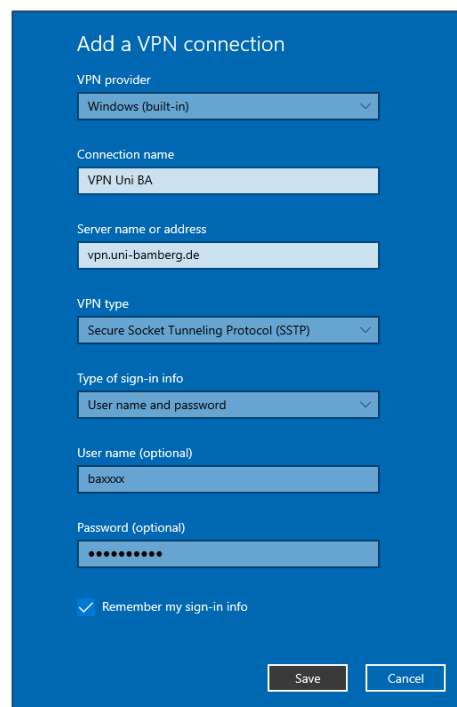 Add a VPN connection
VPN provider
Windows (built-in)
Connection name
VPN Uni BA
Server name or address
vpn.uni-bamberg.de
VPN type
Secure Socket Tunneling Protocol (SSTP)
Type of sign-in info
User name and password
User name (optional)
baxxxx
Password (optional)
●●●●●●●●●●
Remember my sign-in info
Save Cancel